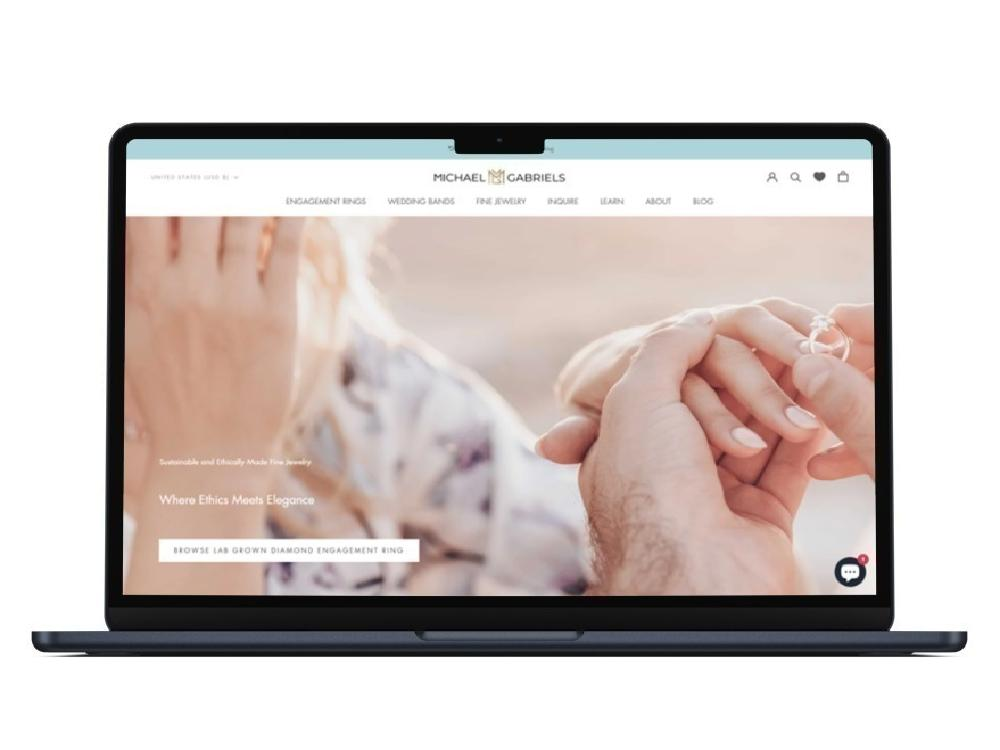 UNITED STATES (USD $)
MICHAEL GABRIELS
ENGAGEMENT RINGS WEDDING BANDS FINE JEWELRY INQUIRE LEARN ABOUT BLOG
Sustainable and Ethically Made Fine Jewelry
Where Ethics Meets Elegance
BROWSE LAB GROWN DIAMOND ENGAGEMENT RING